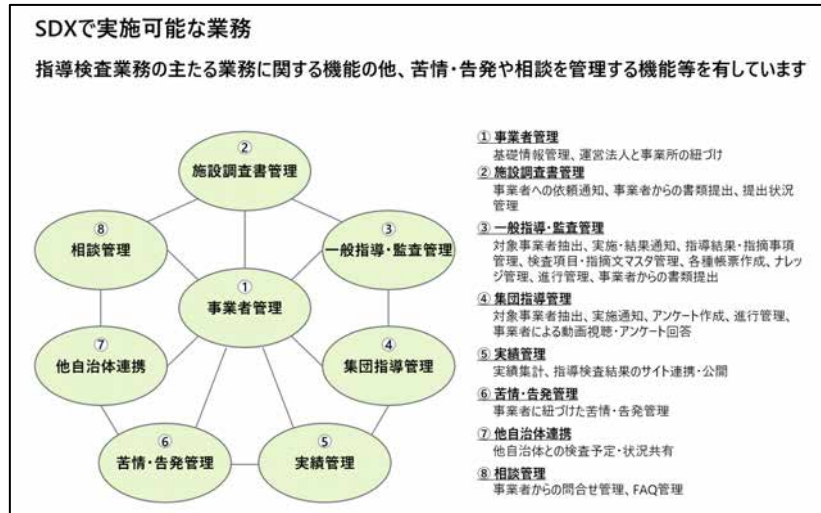 SDXで実施可能な業務
指導検査業務の主たる業務に関する機能の他、苦情・告発や相談を管理する機能等を有しています
②
施設調査書管理
⑧
相談管理
③
一般指導・監査管理
①
事業者管理
⑦
他自治体連携
④
集団指導管理
⑥
苦情・告発管理
⑤
実績管理
① 事業者管理
基礎情報管理、運営法人と事業所の紐づけ
② 施設調査書管理
事業者への依頼通知、事業者からの書類提出、提出状況
管理
③ 一般指導・監査管理
対象事業者抽出、実施・結果通知、指導結果・指摘事項
管理、検査項目・指摘文マスタ管理、各種帳票作成、ナレッ
ジ管理、進行管理、事業者からの書類提出
④ 集団指導管理
対象事業者抽出、実施通知、アンケート作成、進行管理、
事業者による動画視聴・アンケート回答
⑤ 実績管理
実績集計、指導検査結果のサイト連携・公開
⑥ 苦情・告発管理
事業者に紐づけた苦情・告発管理
⑦ 他自治体連携
他自治体との検査予定・状況共有
⑧ 相談管理
事業者からの問合せ管理、FAQ管理